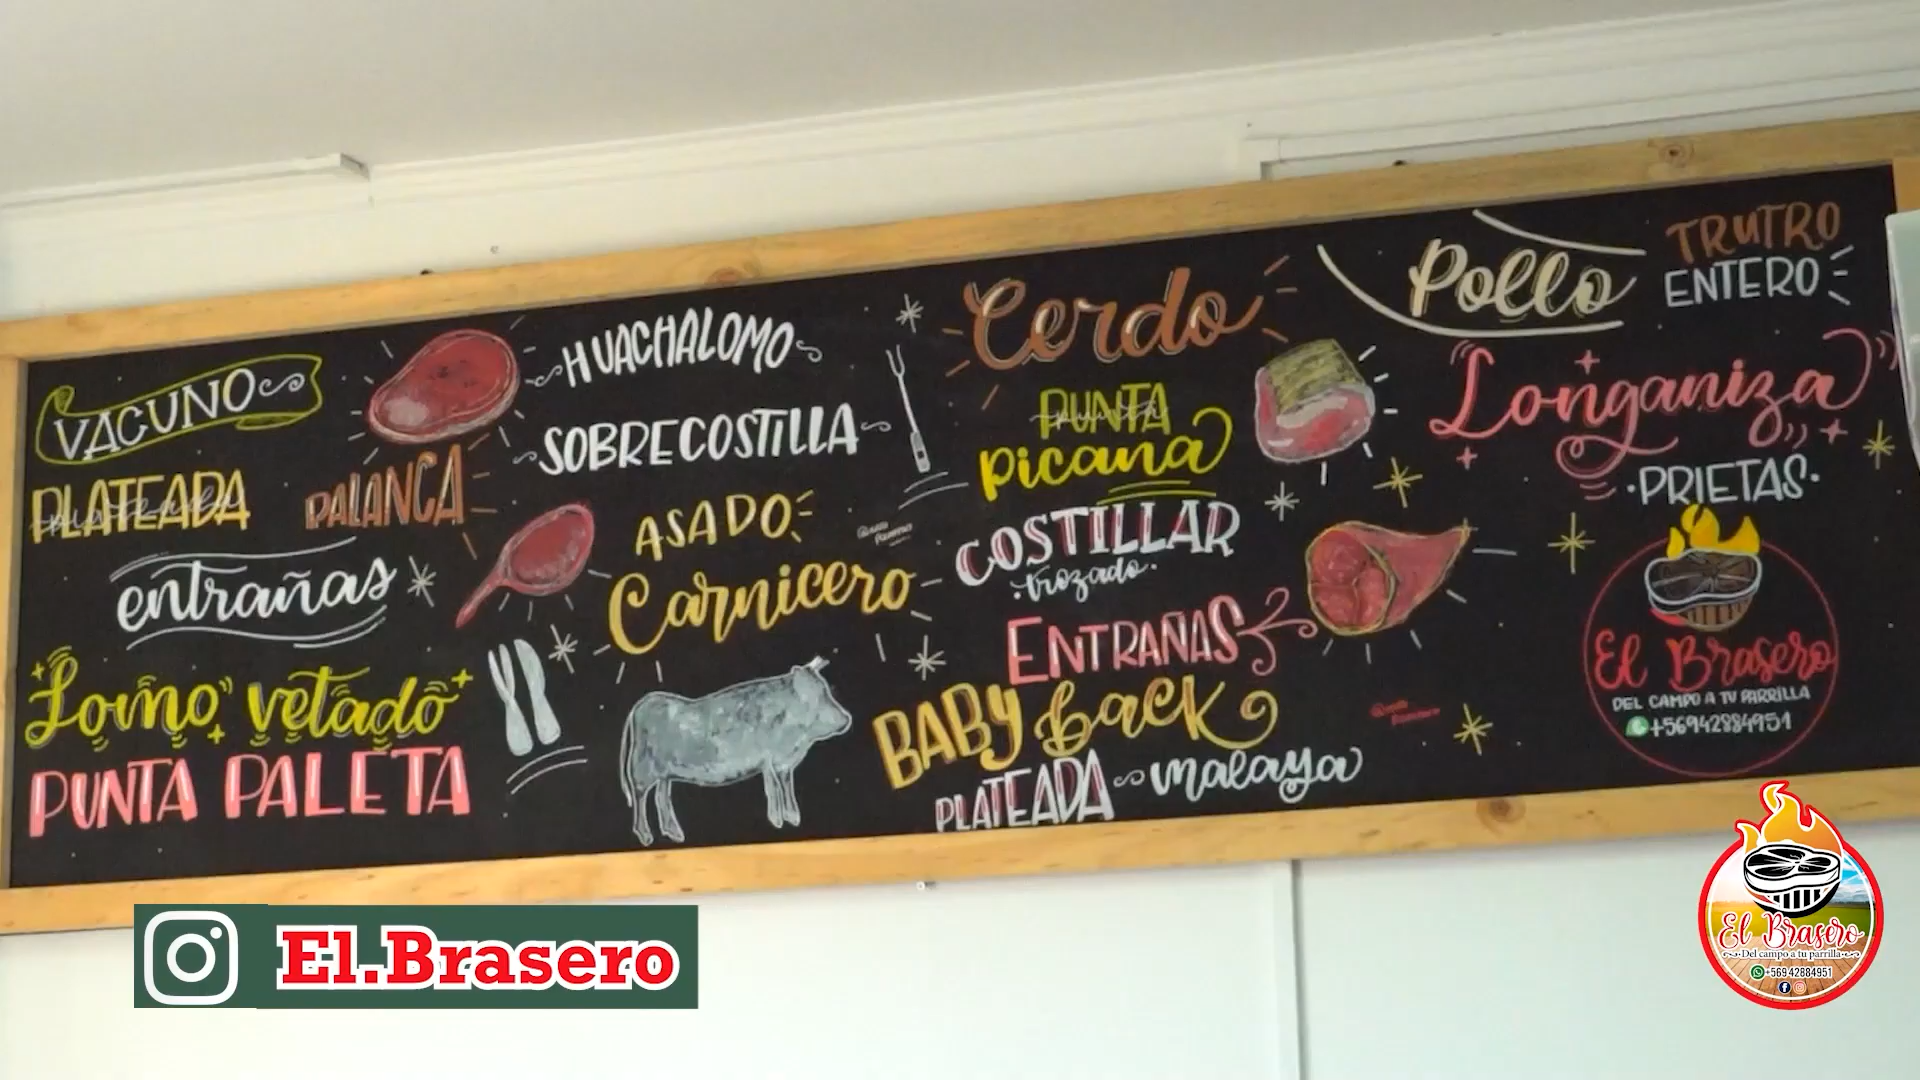 VACUNO
PLATEADA
PALANCA
entrañas
Lomo vetado
PUNTA PALETA
HUACHALOMO
SOBRECOSTILLA
ASADO
Carnicero
Cerdo
PUNTA
picana
COSTILLAR
trozado
ENTRAÑAS
BABY back
PLATEADA malaya
Pollo
TRUTRO
ENTERO
Longaniza
PRIETAS
El Brasero
DEL CAMPO A TU PARRILLA
+56942884951
El.Brasero
El Brasero
Del campo a tu parrilla
+569 42884951